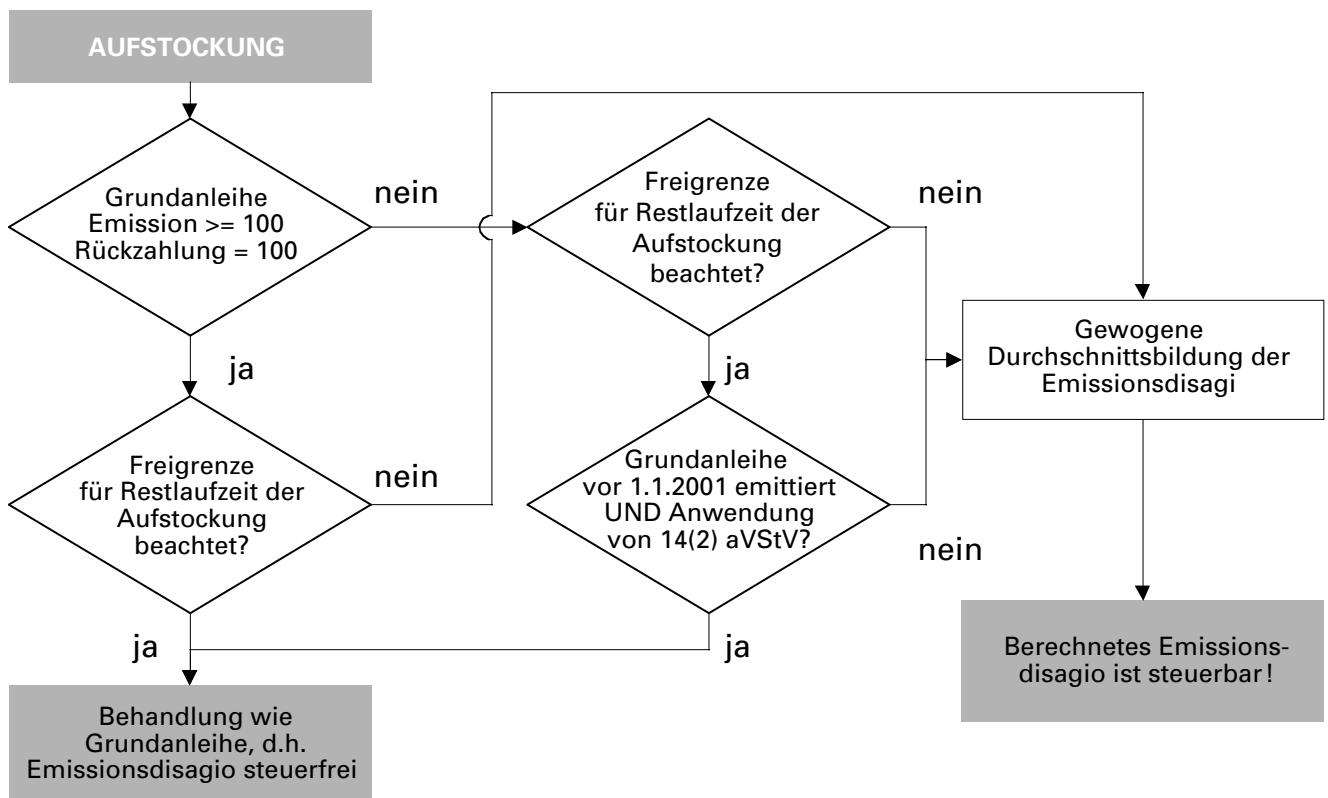 AUFSTOCKUNG
Grundanleihe
Emission >= 100
Rückzahlung = 100
nein
ja
Freigrenze
für Restlaufzeit der
Aufstockung
beachtet?
nein
ja
Freigrenze
für Restlaufzeit der
Aufstockung
beachtet?
nein
ja
Grundanleihe
vor 1.1.2001 emittiert
UND Anwendung
von 14(2) aVStV?
nein
ja
Gewogene
Durchschnittsbildung der
Emissionsdisagi
Berechnetes Emissions-
disagio ist steuerbar!
Behandlung wie
Grundanleihe, d.h.
Emissionsdisagio steuerfrei